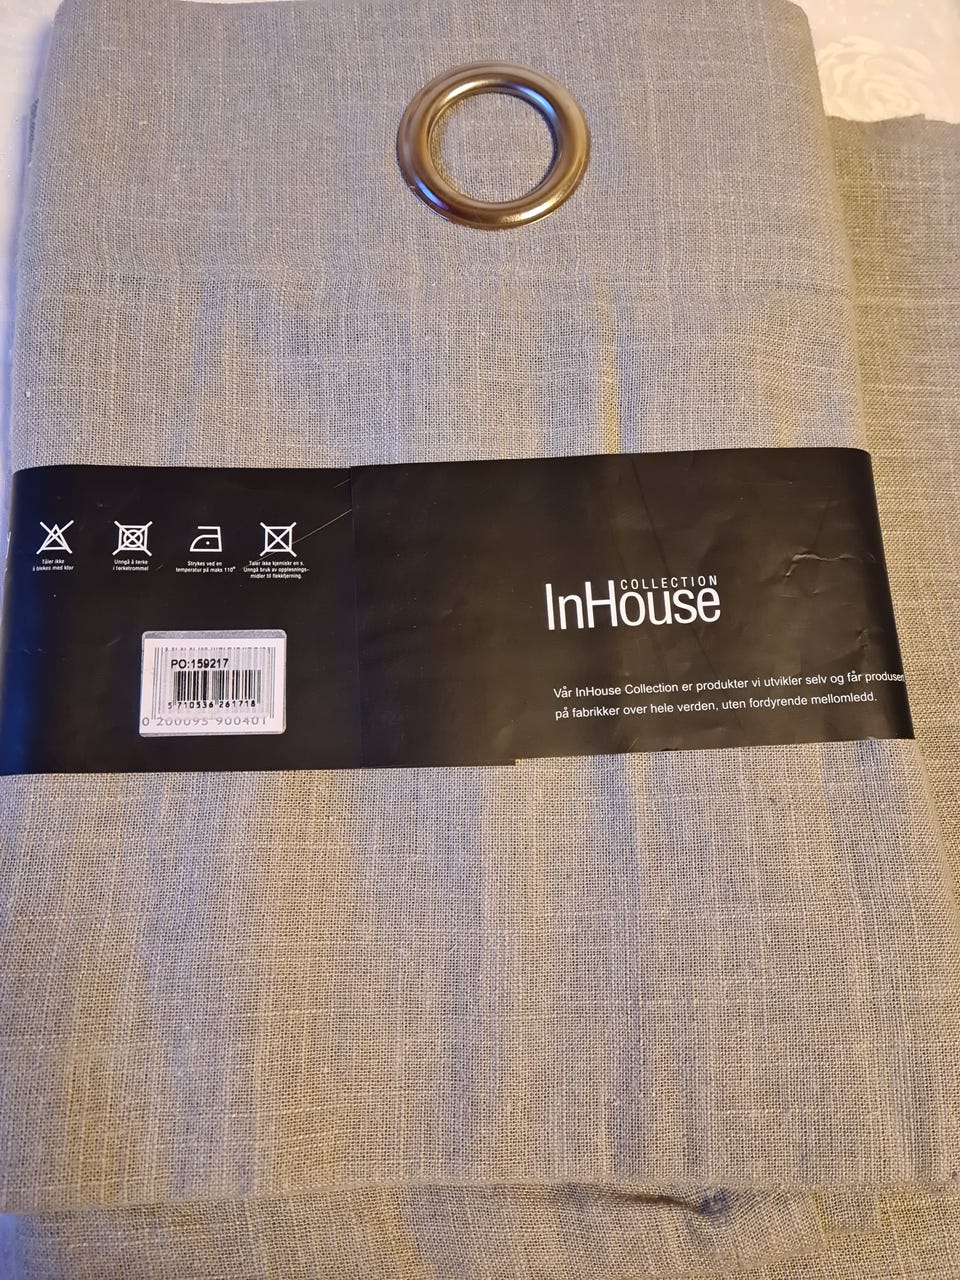 Tåler ikke
å blekes med klor
Unngå å tørke
i tørketrommel
Strykes ved en
temperatur på maks 110°
Tåler ikke kjemiskr en s.
Unngå bruk av opplesnings-
midler til flekkfjerning.
COLLECTION
InHouse
PO:159217
5 710536 261718
0 200095 900401
Vår InHouse Collection er produkter vi utvikler selv og får produser
på fabrikker over hele verden, uten fordyrende mellomledd.